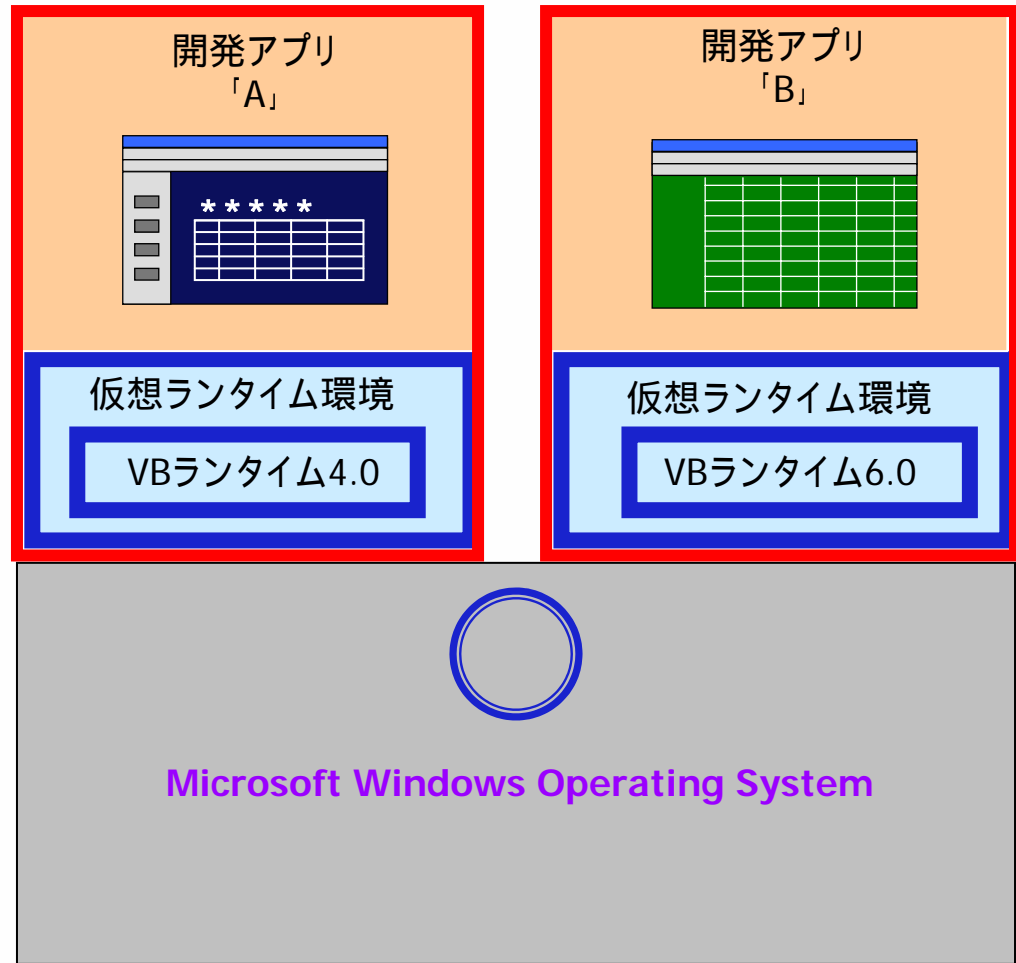 開発アプリ
「A」
*****
仮想ランタイム環境
VBランタイム4.0
開発アプリ
「B」
仮想ランタイム環境
VBランタイム6.0
Microsoft Windows Operating System